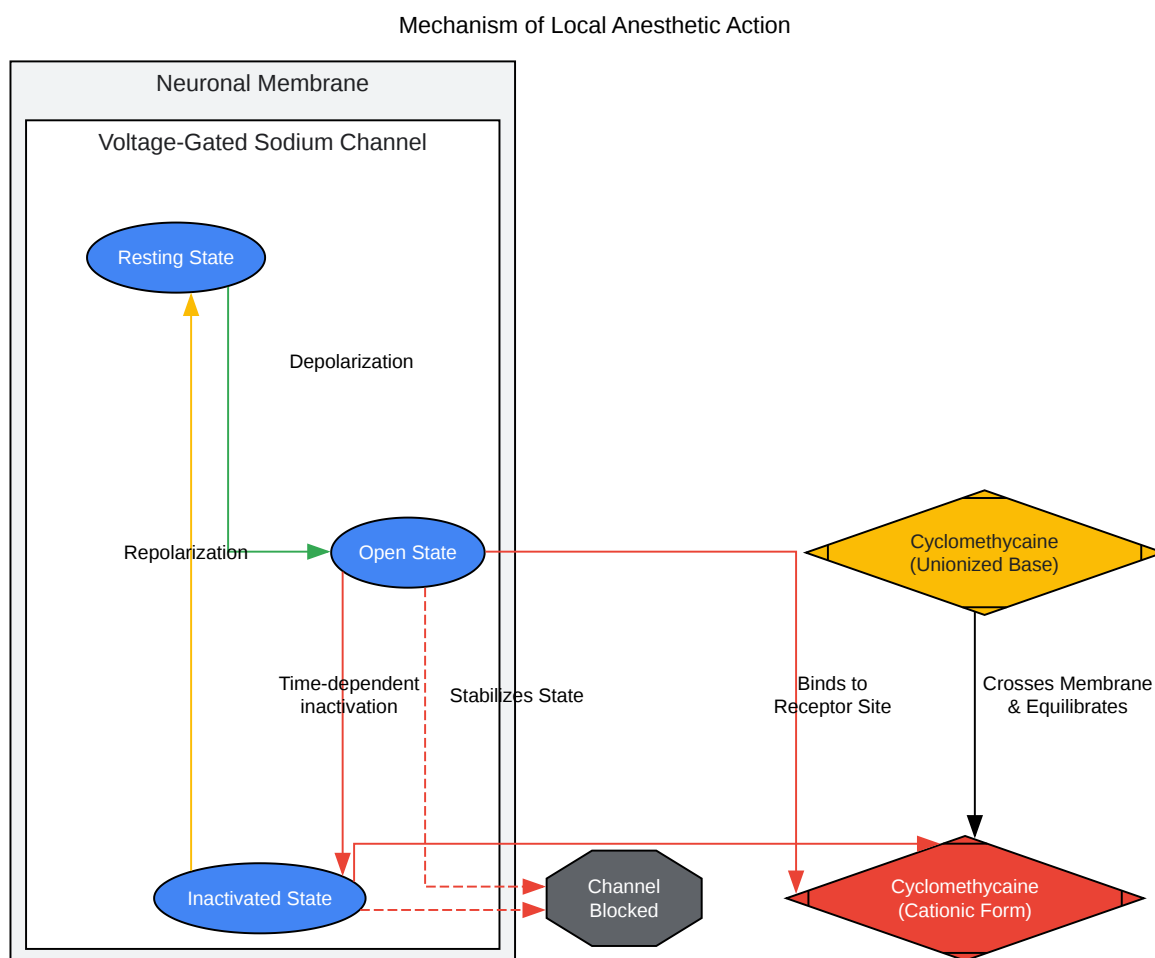 Mechanism of Local Anesthetic Action
Neuronal Membrane
Voltage-Gated Sodium Channel
Resting State
Depolarization
Repolarization
Open State
Cyclomethycaine
(Unionized Base)
Time-dependent
inactivation
Stabilizes State
Binds to
Receptor Site
Crosses Membrane
& Equilibrates
Inactivated State
Channel
Blocked
Cyclomethycaine
(Cationic Form)